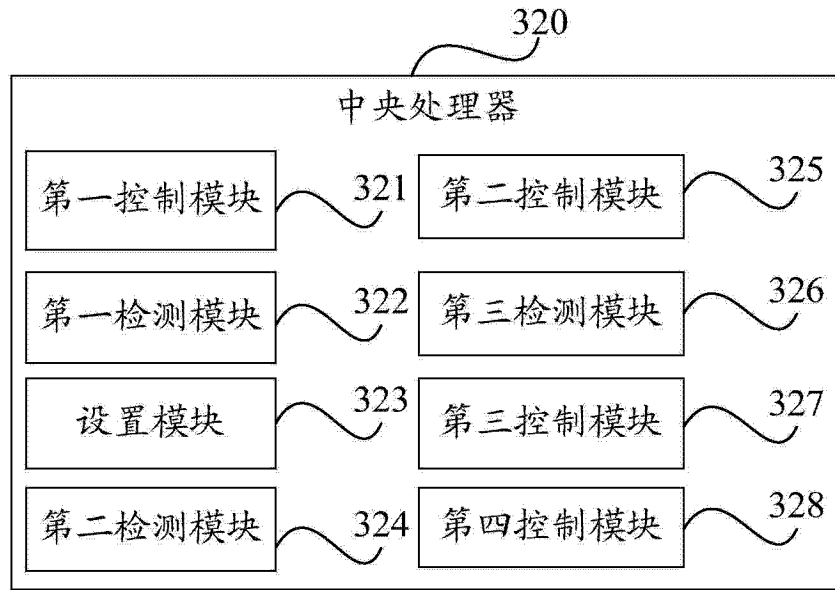 320
中央处理器
第一控制模块
321
第二控制模块
325
第一检测模块
322
第三检测模块
326
设置模块
323
第三控制模块
327
第二检测模块
324
第四控制模块
328